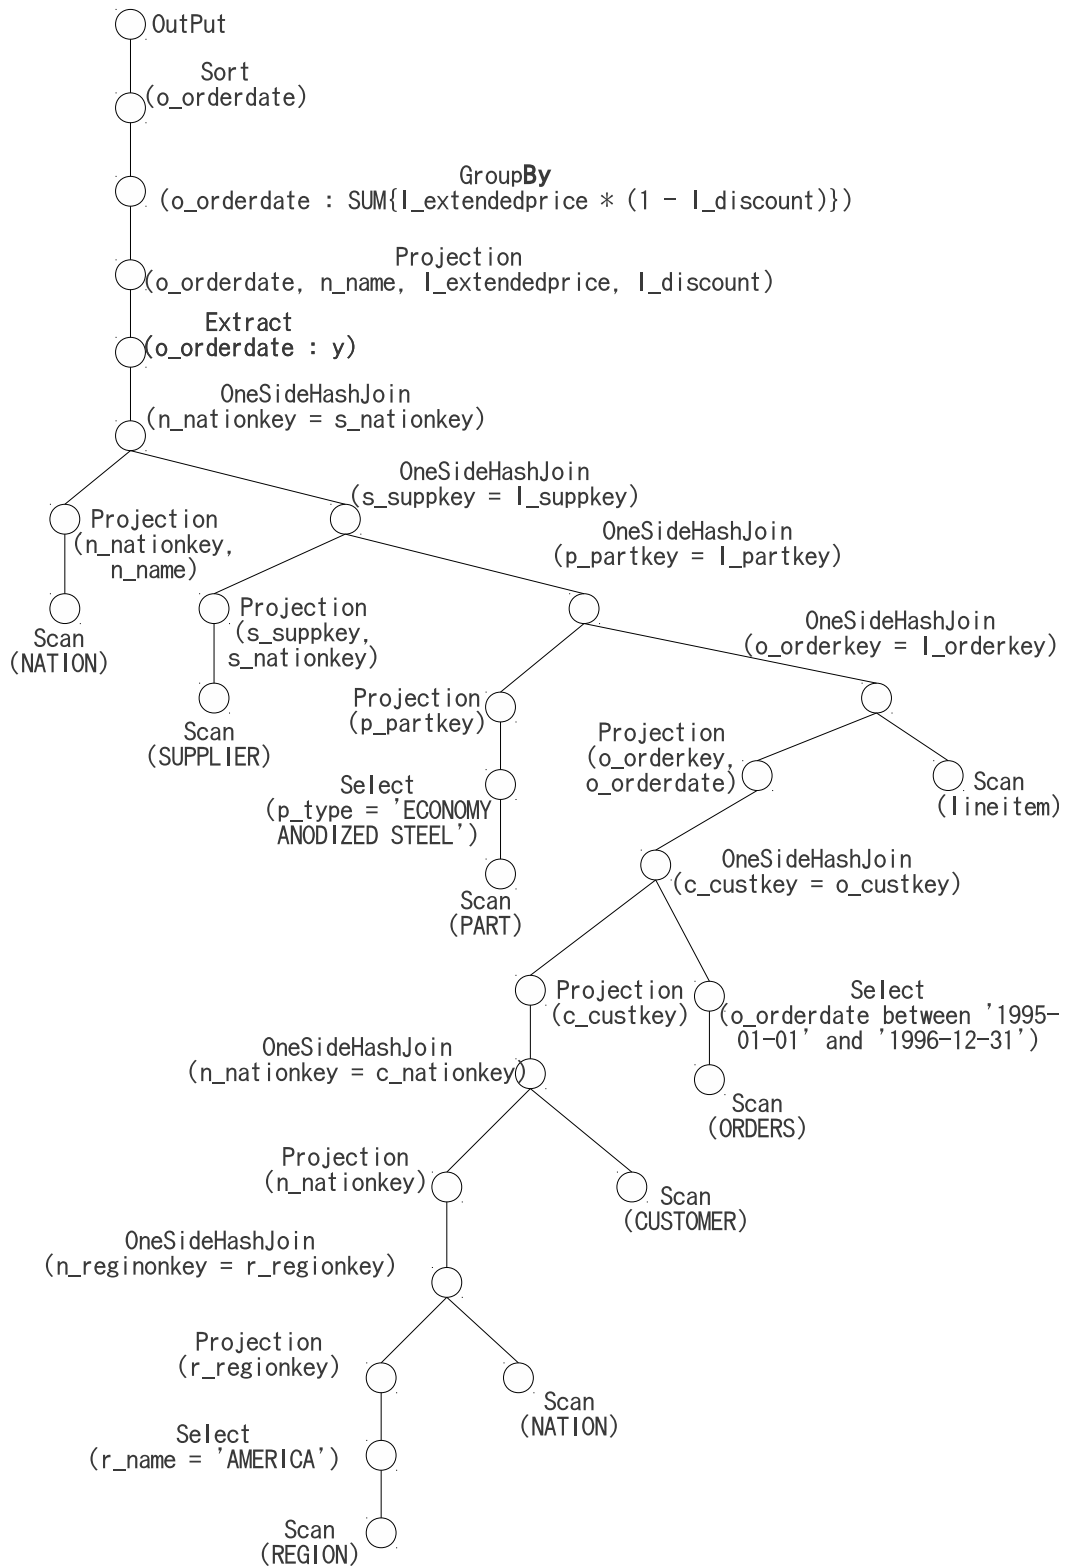 OutPut
Sort
(o_orderdate)
GroupBy
(o_orderdate : SUM{l_extendedprice * (1 - l_discount)})
Projection
(o_orderdate, n_name, l_extendedprice, l_discount)
Extract
(o_orderdate : y)
OneSideHashJoin
(n_nationkey = s_nationkey)
OneSideHashJoin
(s_suppkey = l_suppkey)
Projection
(n_nationkey,
n_name)
OneSideHashJoin
(p_partkey = l_partkey)
Scan
(NATION)
Projection
(s_suppkey,
s_nationkey)
OneSideHashJoin
(o_orderkey = l_orderkey)
Scan
(SUPPLIER)
Projection
(p_partkey)
Projection
(o_orderkey,
o_orderdate)
Select
(p_type = 'ECONOMY
ANODIZED STEEL')
Scan
(lineitem)
Scan
(PART)
OneSideHashJoin
(c_custkey = o_custkey)
Projection
(c_custkey)
Select
(o_orderdate between '1995-
01-01' and '1996-12-31')
OneSideHashJoin
(n_nationkey = c_nationkey)
Scan
(ORDERS)
Projection
(n_nationkey)
Scan
(CUSTOMER)
OneSideHashJoin
(n_reginonkey = r_regionkey)
Projection
(r_regionkey)
Scan
(NATION)
Select
(r_name = 'AMERICA')
Scan
(REGION)